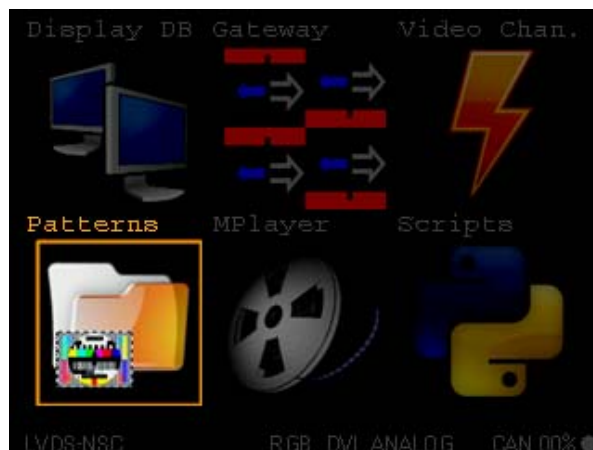 Display DB Gateway Video Chan.
Patterns MPlayer Scripts
LVDS-NSC RGB DVI ANALOG CAN 00%